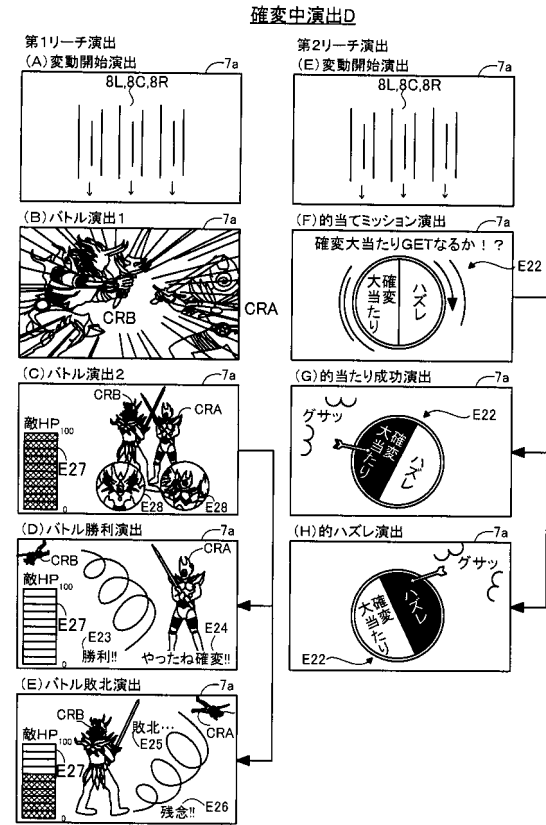 確変中演出D
第1リーチ演出
(A)変動開始演出
7a
8L,8C,8R
(B)バトル演出1
7a
CRB
CRA
(C)バトル演出2
7a
CRB
CRA
敵HP
100
E27
0
E28
E28
(D)バトル勝利演出
7a
CRB
CRA
敵HP
100
E27
0
E23
勝利!!
E24
やったね確変!!
(E)バトル敗北演出
7a
CRB
敗北…
E25
CRA
敵HP
100
E27
0
残念!!
E26
第2リーチ演出
(E)変動開始演出
7a
8L,8C,8R
(F)的当てミッション演出
7a
確変大当たりGETなるか!?
E22
確変
大当たり
ハズレ
(G)的当たり成功演出
7a
グサッ
E22
確変
大当たり
ハズレ
(H)的ハズレ演出
7a
グサッ
確変
大当たり
ハズレ
E22